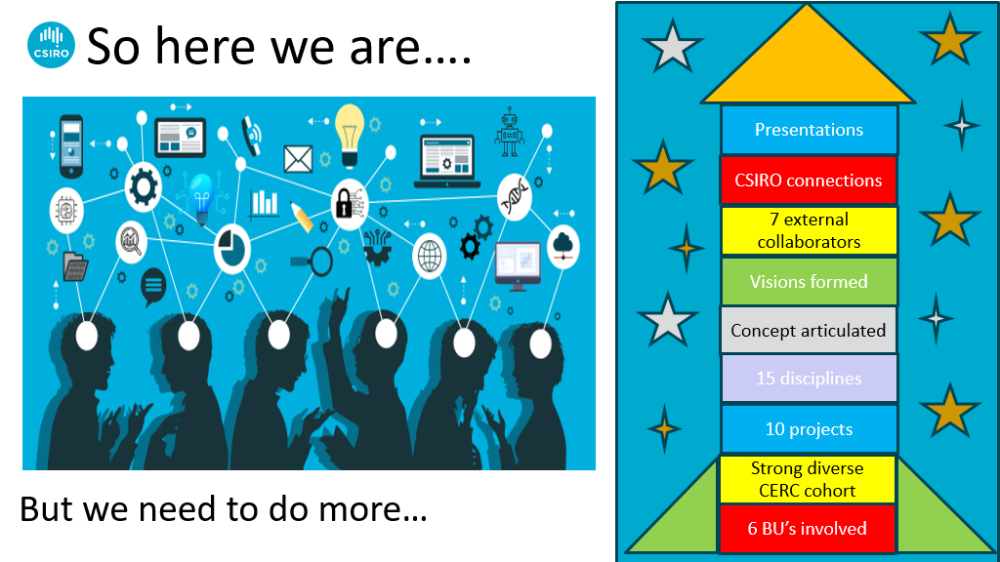 CSIRO
So here we are….
But we need to do more…
Presentations
CSIRO connections
7 external
collaborators
Visions formed
Concept articulated
15 disciplines
10 projects
Strong diverse
CERC cohort
6 BU’s involved